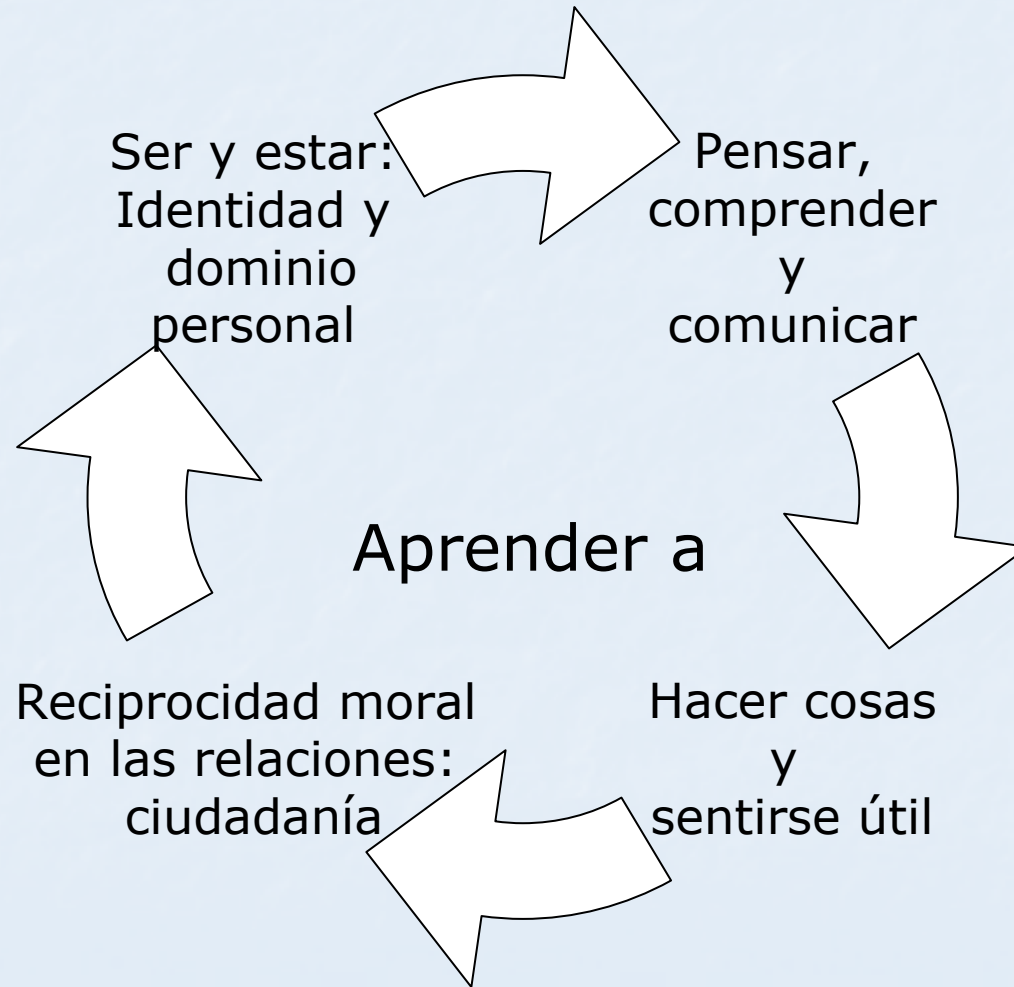 Ser y estar:
Identidad y
dominio
personal
Pensar,
comprender
y
comunicar
Aprender a
Reciprocidad moral
en las relaciones:
ciudadanía
Hacer cosas
y
sentirse útil